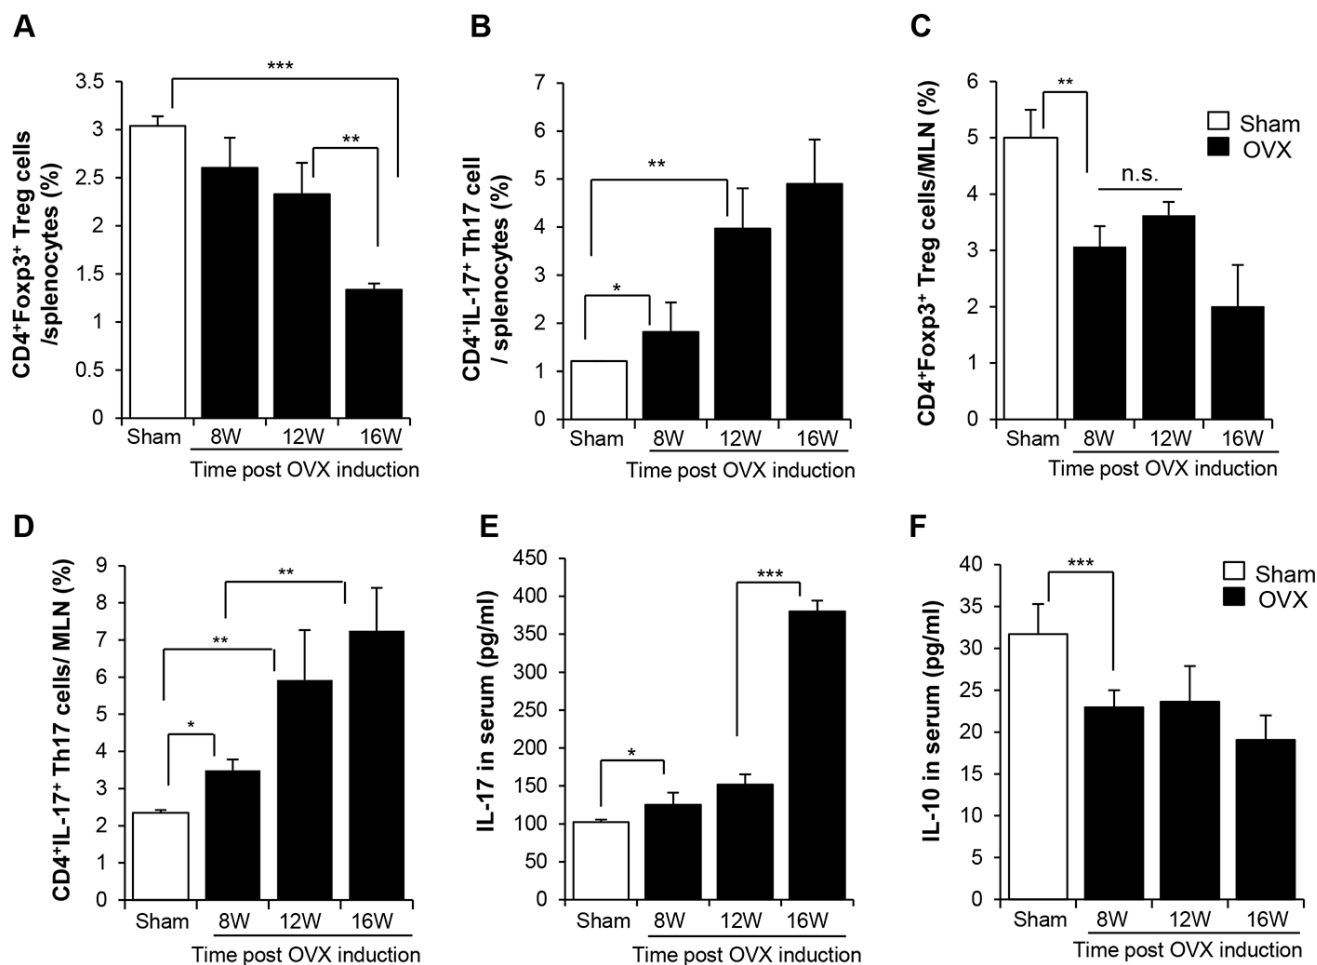 A
CD4+Foxp3+ Treg cells
/splenocytes (%)
3.5
3
2.5
2
1.5
1
0.5
0
***
**
Sham
8W
12W
16W
Time post OVX induction
B
CD4+IL-17+ Th17 cell
/ splenocytes (%)
7
6
5
4
3
2
1
0
**
*
Sham
8W
12W
16W
Time post OVX induction
C
CD4+Foxp3+ Treg cells/MLN (%)
6
5
4
3
2
1
0
**
n.s.
Sham
OVX
Sham
8W
12W
16W
Time post OVX induction
D
CD4+IL-17+ Th17 cells/ MLN (%)
9
8
7
6
5
4
3
2
1
0
**
**
*
Sham
8W
12W
16W
Time post OVX induction
E
IL-17 in serum (pg/ml)
450
400
350
300
250
200
150
100
50
0
***
*
Sham
8W
12W
16W
Time post OVX induction
F
IL-10 in serum (pg/ml)
40
35
30
25
20
15
10
5
0
***
Sham
OVX
Sham
8W
12W
16W
Time post OVX induction